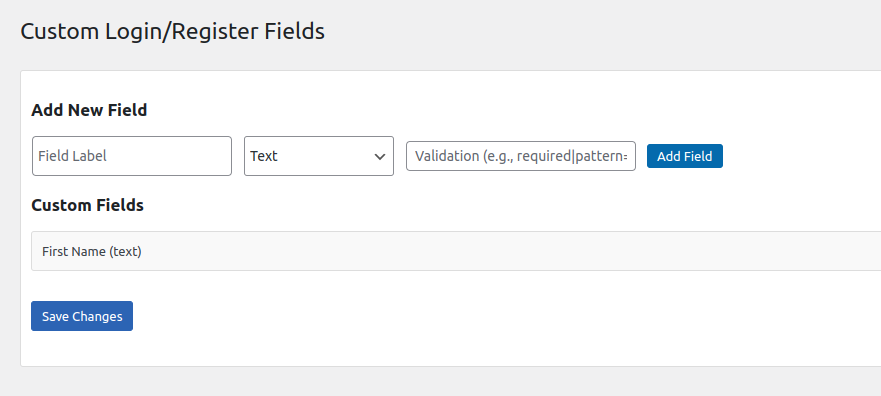 Custom Login/Register Fields
Add New Field
Field Label
Text
Validation (e.g., required|pattern=
Add Field
Custom Fields
First Name (text)
Save Changes